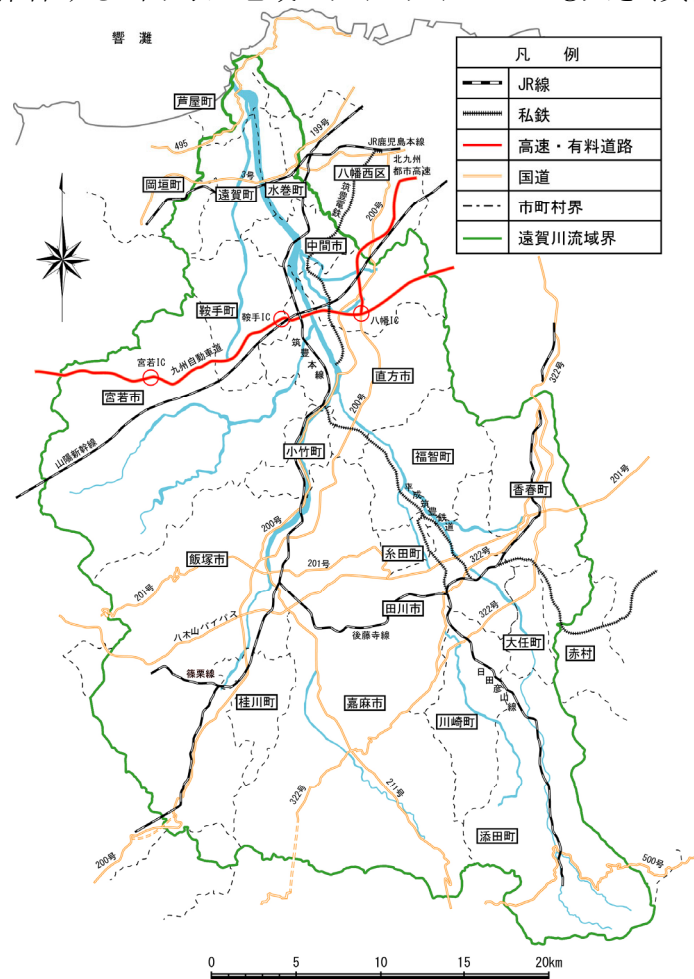 響灘
凡 例
JR線
私鉄
高速・有料道路
国道
市町村界
遠賀川流域界
芦屋町
495
199号
JR鹿児島本線
3号
岡垣町
遠賀町
水巻町
八幡西区
北九州
都市高速
筑豊電鉄
200号
中間市
鞍手町
鞍手IC
八幡IC
宮若IC
九州自動車道
筑豊本線
宮若市
山陽新幹線
直方市
200号
322号
小竹町
福智町
平成筑豊鉄道
香春町
201号
200号
飯塚市
201号
糸田町
322号
201号
八木山バイパス
田川市
322号
後藤寺線
大任町
赤村
篠栗線
桂川町
嘉麻市
川崎町
日田彦山線
322号
211号
添田町
200号
500号
0 5 10 15 20km